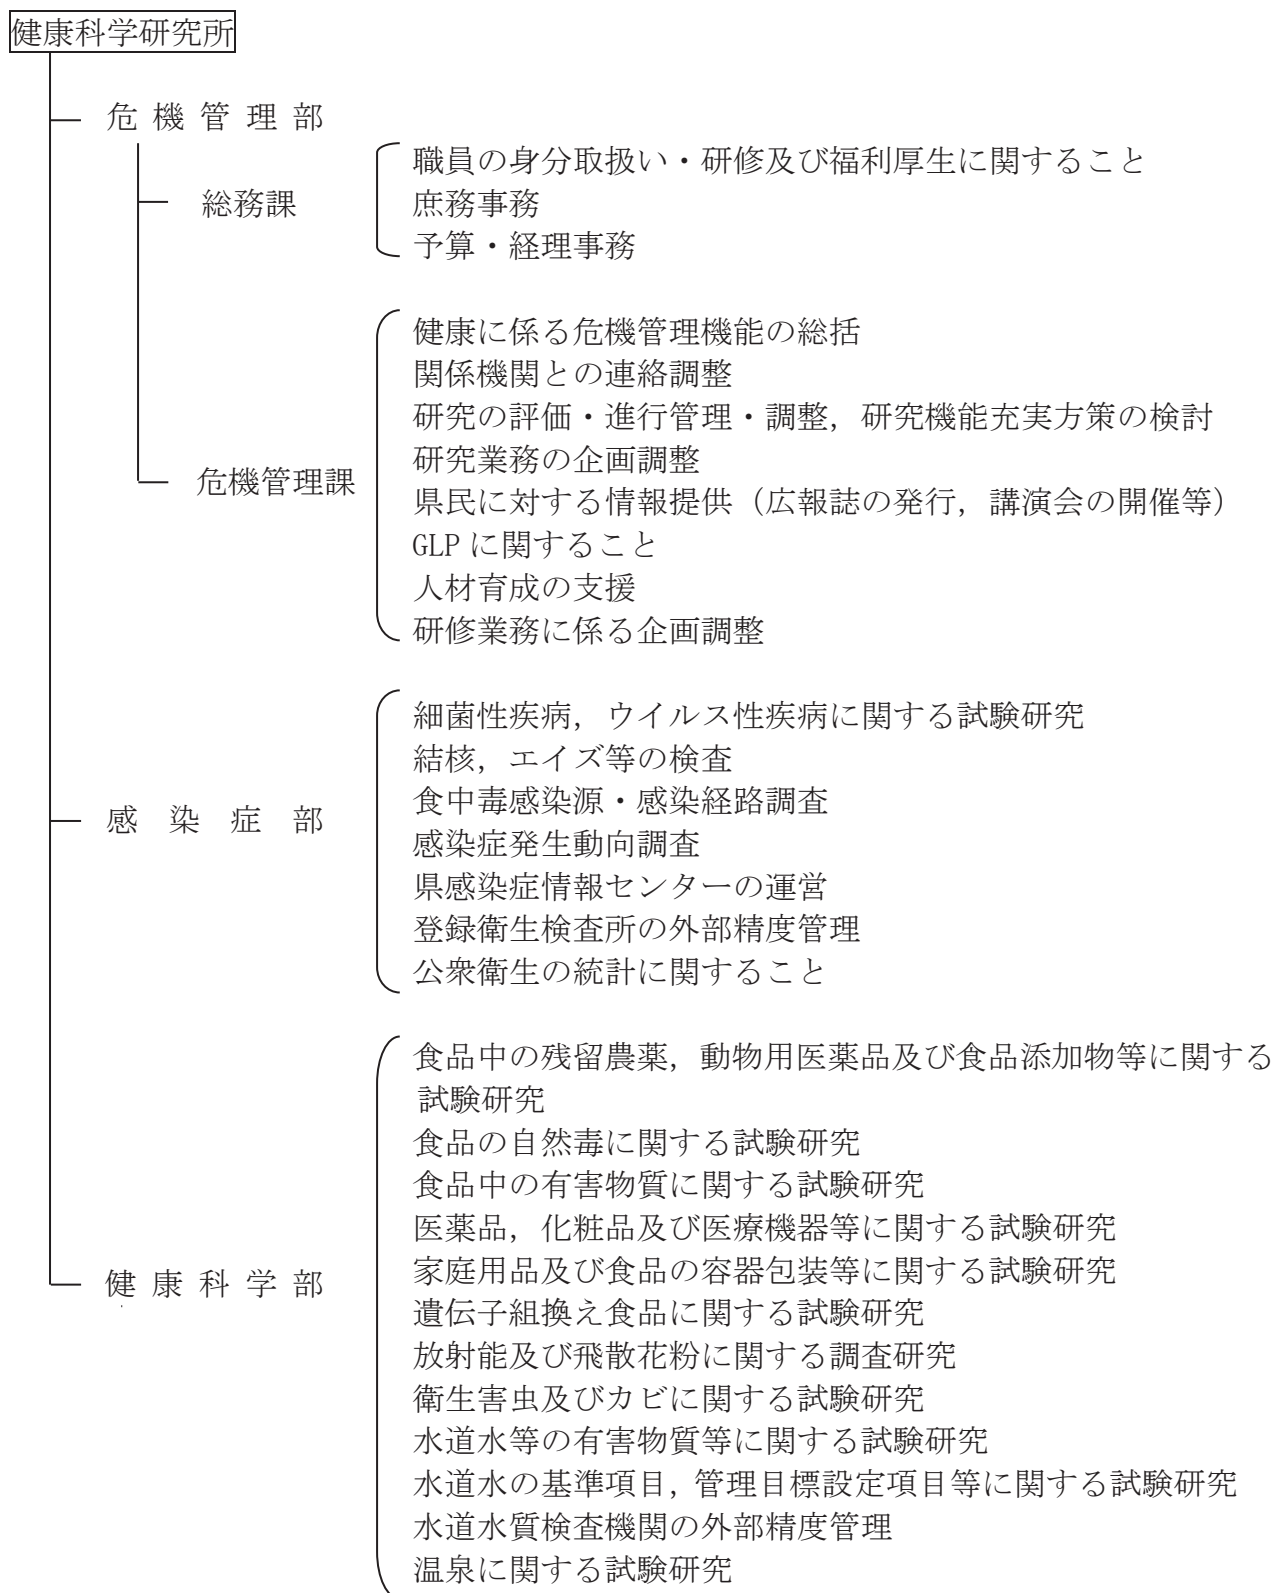 健康科学研究所
危機管理部
職員の身分取扱い・研修及び福利厚生に関すること
総務課
庶務事務
予算・経理事務
健康に係る危機管理機能の総括
関係機関との連絡調整
研究の評価・進行管理・調整，研究機能充実方策の検討
研究業務の企画調整
危機管理課
県民に対する情報提供（広報誌の発行，講演会の開催等）
GLPに関すること
人材育成の支援
研修業務に係る企画調整
細菌性疾病，ウイルス性疾病に関する試験研究
結核，エイズ等の検査
食中毒感染源・感染経路調査
感染症部
感染症発生動向調査
県感染症情報センターの運営
登録衛生検査所の外部精度管理
公衆衛生の統計に関すること
食品中の残留農薬，動物用医薬品及び食品添加物等に関する
試験研究
食品の自然毒に関する試験研究
食品中の有害物質に関する試験研究
医薬品，化粧品及び医療機器等に関する試験研究
健康科学部
家庭用品及び食品の容器包装等に関する試験研究
遺伝子組換え食品に関する試験研究
放射能及び飛散花粉に関する調査研究
衛生害虫及びカビに関する試験研究
水道水等の有害物質等に関する試験研究
水道水の基準項目，管理目標設定項目等に関する試験研究
水道水質検査機関の外部精度管理
温泉に関する試験研究